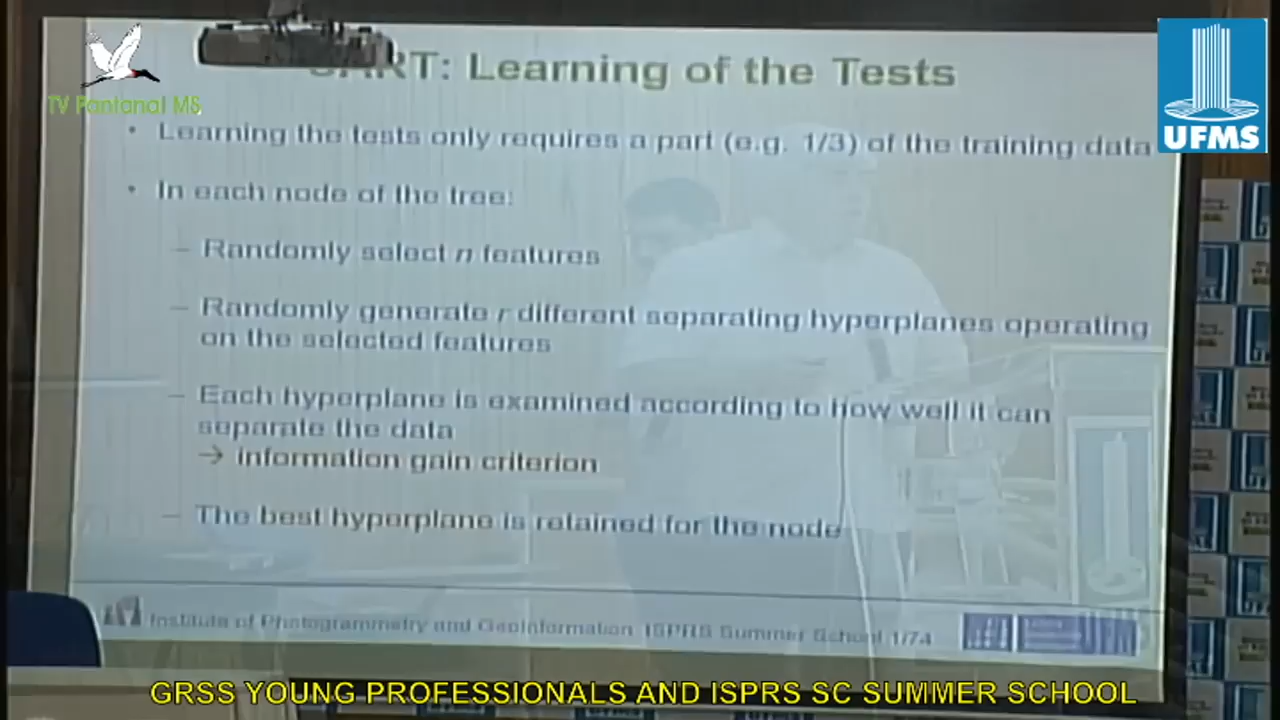 TV Pantanal MS
UFMS
CART: Learning of the Tests
• Learning the tests only requires a part (e.g. 1/3) of the training data
• In each node of the tree:
– Randomly select n features
– Randomly generate r different separating hyperplanes operating
on the selected features
– Each hyperplane is examined according to how well it can
separate the data
→ information gain criterion
– The best hyperplane is retained for the node
Institute of Photogrammetry and GeoInformation ISPRS Summer School 1/74
GRSS YOUNG PROFESSIONALS AND ISPRS SC SUMMER SCHOOL